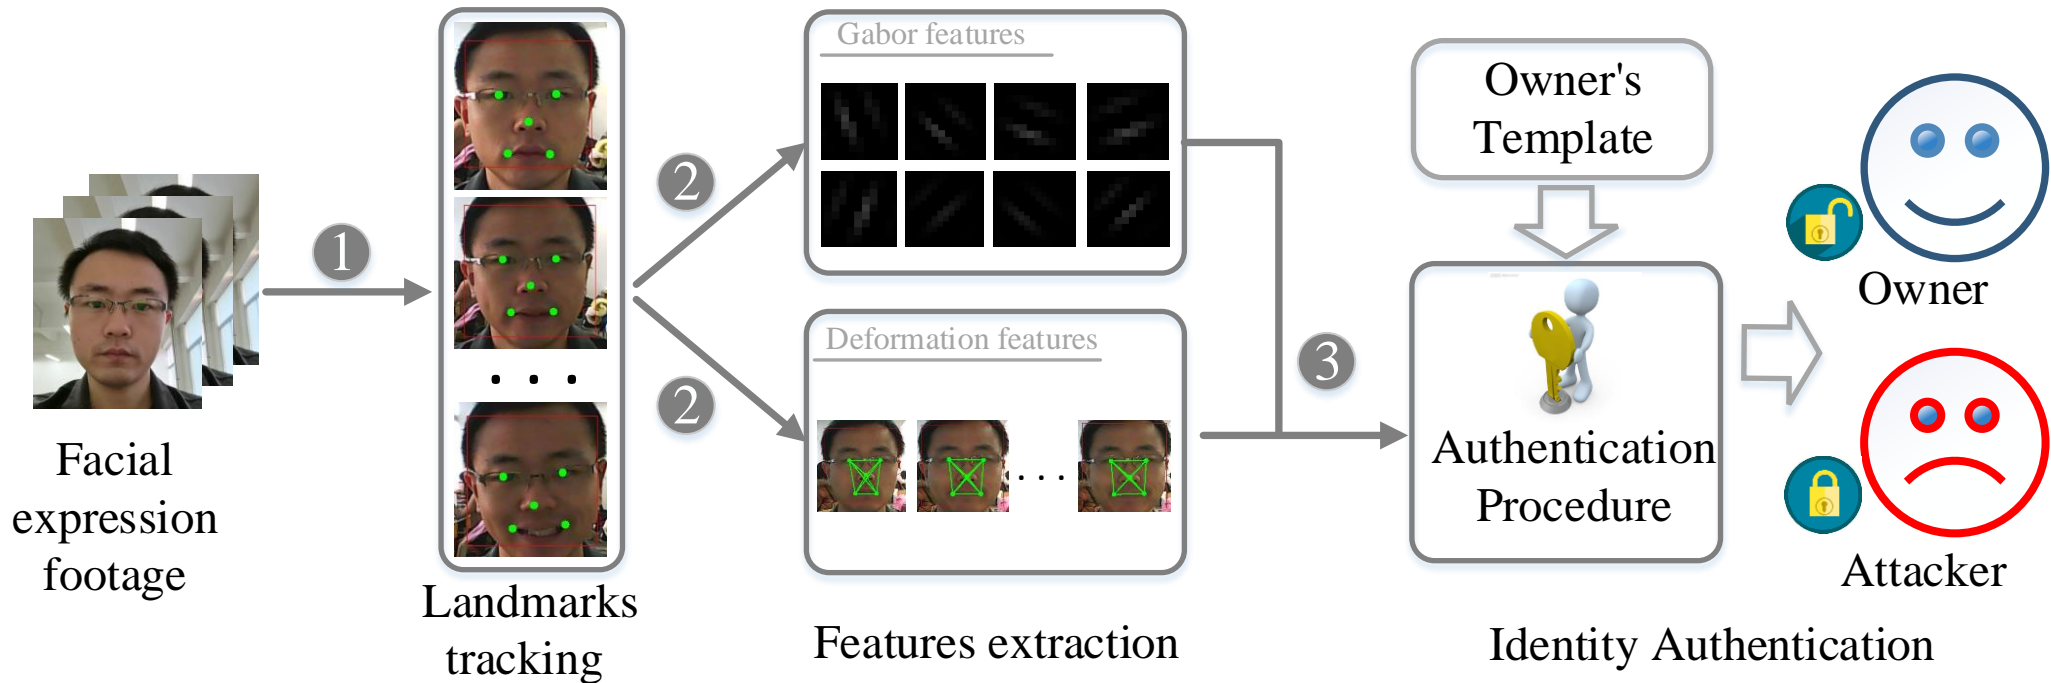 Facial
expression
footage
1
Landmarks
tracking
2
2
Gabor features
Deformation features
Features extraction
3
Owner's
Template
Authentication
Procedure
Identity Authentication
Owner
Attacker